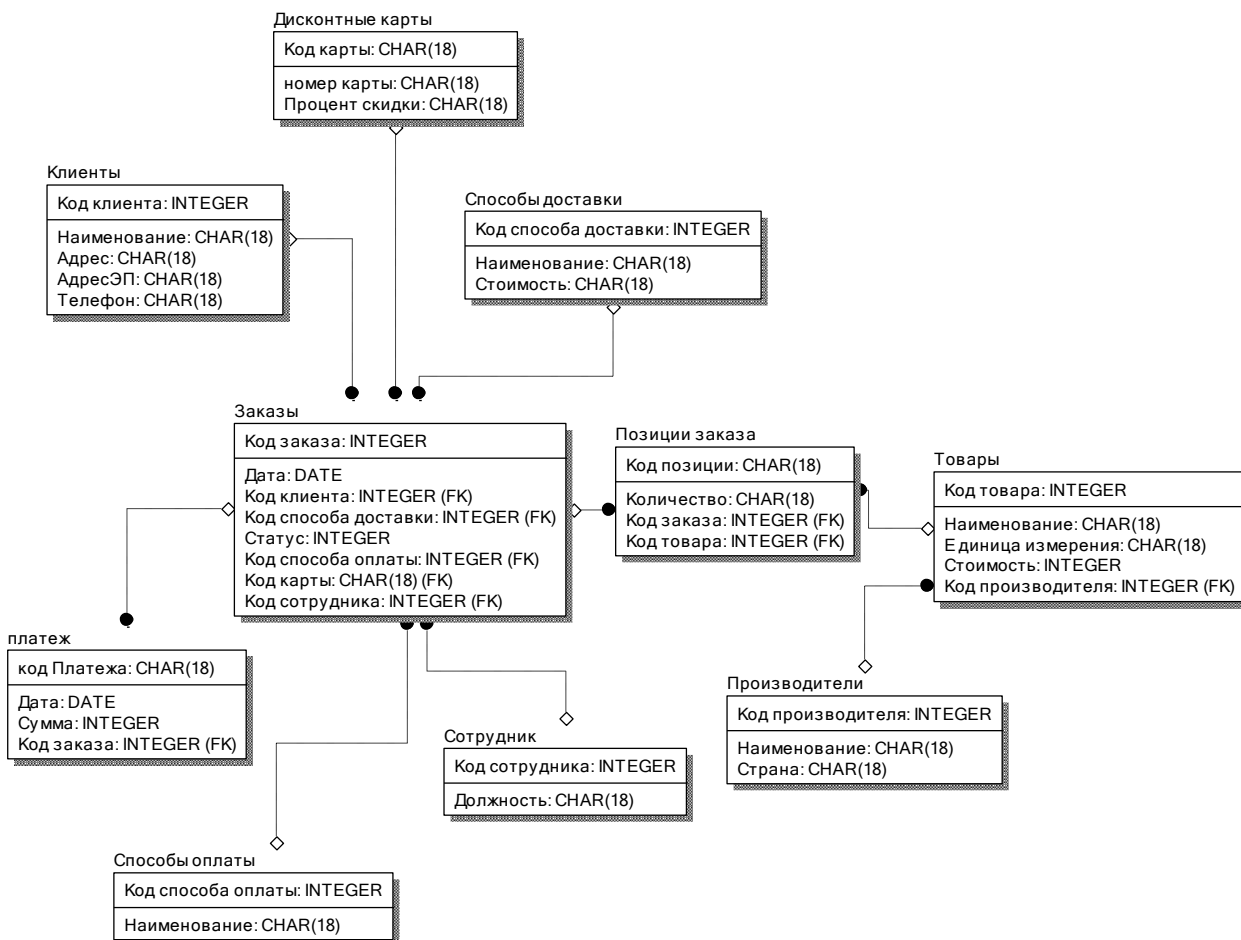 Дисконтные карты
Код карты: CHAR(18)
номер карты: CHAR(18)
Процент скидки: CHAR(18)
Клиенты
Код клиента: INTEGER
Наименование: CHAR(18)
Адрес: CHAR(18)
АдресЭП: CHAR(18)
Телефон: CHAR(18)
Способы доставки
Код способа доставки: INTEGER
Наименование: CHAR(18)
Стоимость: CHAR(18)
Заказы
Код заказа: INTEGER
Дата: DATE
Код клиента: INTEGER (FK)
Код способа доставки: INTEGER (FK)
Статус: INTEGER
Код способа оплаты: INTEGER (FK)
Код карты: CHAR(18) (FK)
Код сотрудника: INTEGER (FK)
Позиции заказа
Код позиции: CHAR(18)
Количество: CHAR(18)
Код заказа: INTEGER (FK)
Код товара: INTEGER (FK)
Товары
Код товара: INTEGER
Наименование: CHAR(18)
Единица измерения: CHAR(18)
Стоимость: INTEGER
Код производителя: INTEGER (FK)
платеж
код Платежа: CHAR(18)
Дата: DATE
Сумма: INTEGER
Код заказа: INTEGER (FK)
Сотрудник
Код сотрудника: INTEGER
Должность: CHAR(18)
Производители
Код производителя: INTEGER
Наименование: CHAR(18)
Страна: CHAR(18)
Способы оплаты
Код способа оплаты: INTEGER
Наименование: CHAR(18)